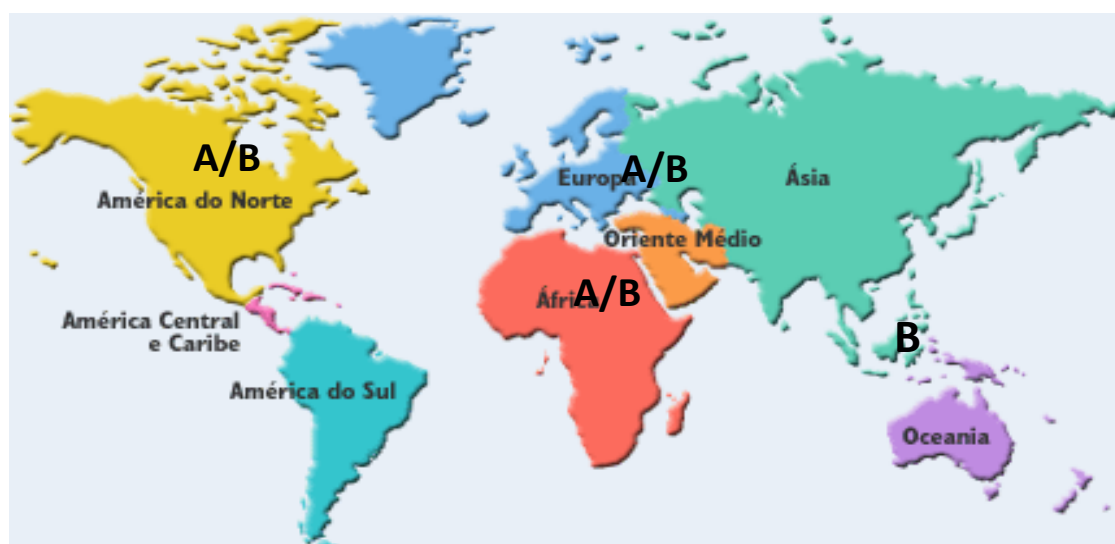 A/B
América do Norte
Europa
A/B
Ásia
Oriente Médio
África
A/B
América Central
e Caribe
B
América do Sul
Oceania